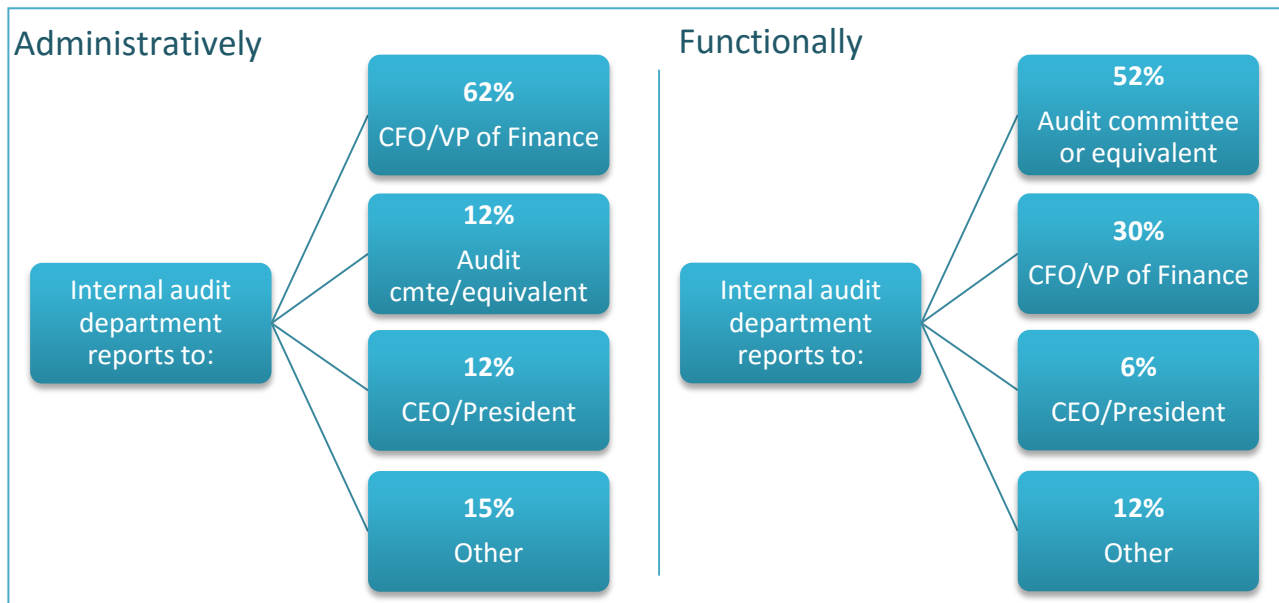 Administratively
Internal audit
department
reports to:
62%
CFO/VP of Finance
12%
Audit
cmte/equivalent
12%
CEO/President
15%
Other
Functionally
Internal audit
department
reports to:
52%
Audit committee
or equivalent
30%
CFO/VP of Finance
6%
CEO/President
12%
Other